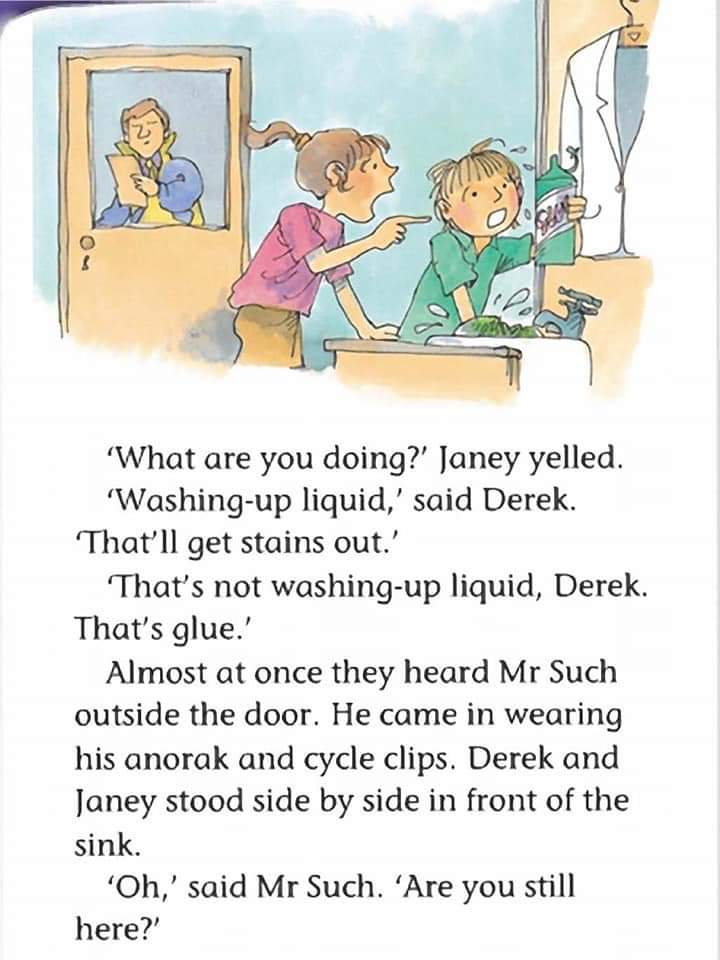 ‘What are you doing?’ Janey yelled.
‘Washing-up liquid,’ said Derek.
‘That’ll get stains out.’
‘That’s not washing-up liquid, Derek.
That’s glue.’
Almost at once they heard Mr Such
outside the door. He came in wearing
his anorak and cycle clips. Derek and
Janey stood side by side in front of the
sink.
‘Oh,’ said Mr Such. ‘Are you still
here?’